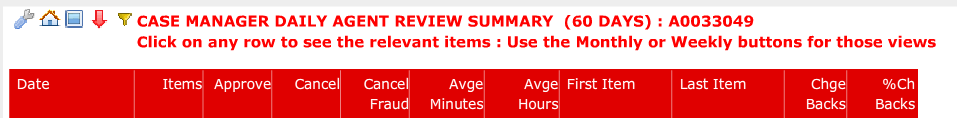 CASE MANAGER DAILY AGENT REVIEW SUMMARY (60 DAYS) : A0033049
Click on any row to see the relevant items : Use the Monthly or Weekly buttons for those views
Date Items Approve Cancel Cancel Avge Avge First Item Last Item Chge %Ch
Fraud Minutes Hours Backs Backs